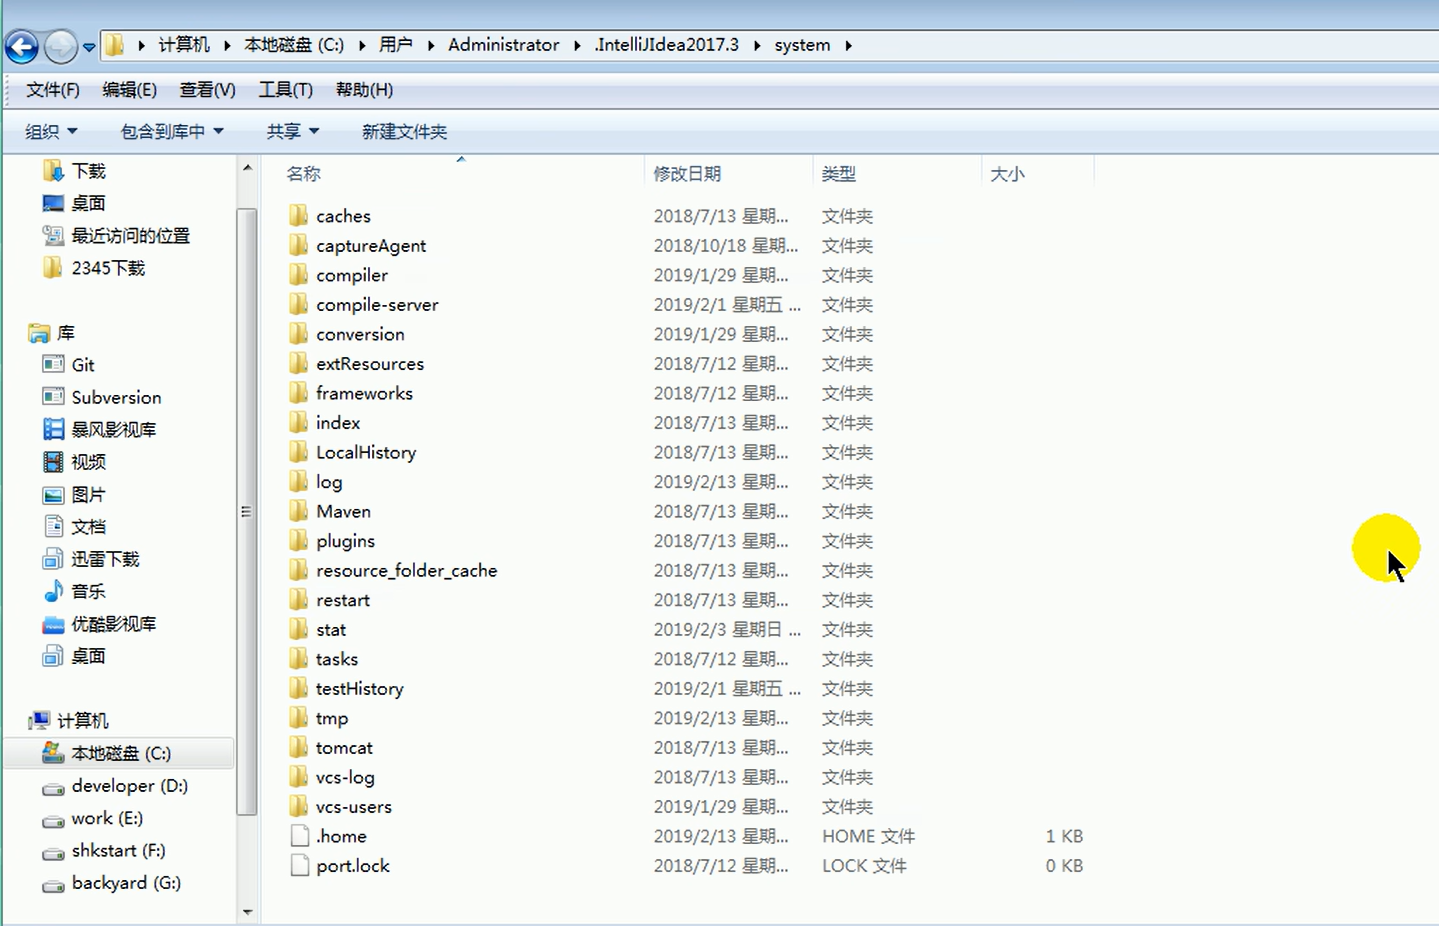 计算机 本地磁盘 (C:) 用户 Administrator .IntelliJIdea2017.3 system
文件(F) 编辑(E) 查看(V) 工具(T) 帮助(H)
组织 包含到库中 共享 新建文件夹
下载
桌面
最近访问的位置
2345下载
库
Git
Subversion
暴风影视库
视频
图片
文档
迅雷下载
音乐
优酷影视库
桌面
计算机
本地磁盘 (C:)
developer (D:)
work (E:)
shkstart (F:)
backyard (G:)
名称 修改日期 类型 大小
caches 2018/7/13 星期... 文件夹
captureAgent 2018/10/18 星期... 文件夹
compiler 2019/1/29 星期... 文件夹
compile-server 2019/2/1 星期五 ... 文件夹
conversion 2019/1/29 星期... 文件夹
extResources 2018/7/12 星期... 文件夹
frameworks 2018/7/12 星期... 文件夹
index 2018/7/13 星期... 文件夹
LocalHistory 2018/7/13 星期... 文件夹
log 2019/2/13 星期... 文件夹
Maven 2018/7/13 星期... 文件夹
plugins 2018/7/13 星期... 文件夹
resource_folder_cache 2018/7/13 星期... 文件夹
restart 2018/7/13 星期... 文件夹
stat 2019/2/3 星期日 ... 文件夹
tasks 2018/7/12 星期... 文件夹
testHistory 2019/2/1 星期五 ... 文件夹
tmp 2019/2/13 星期... 文件夹
tomcat 2018/7/13 星期... 文件夹
vcs-log 2018/7/13 星期... 文件夹
vcs-users 2019/1/29 星期... 文件夹
.home 2019/2/13 星期... HOME 文件 1 KB
port.lock 2018/7/12 星期... LOCK 文件 0 KB